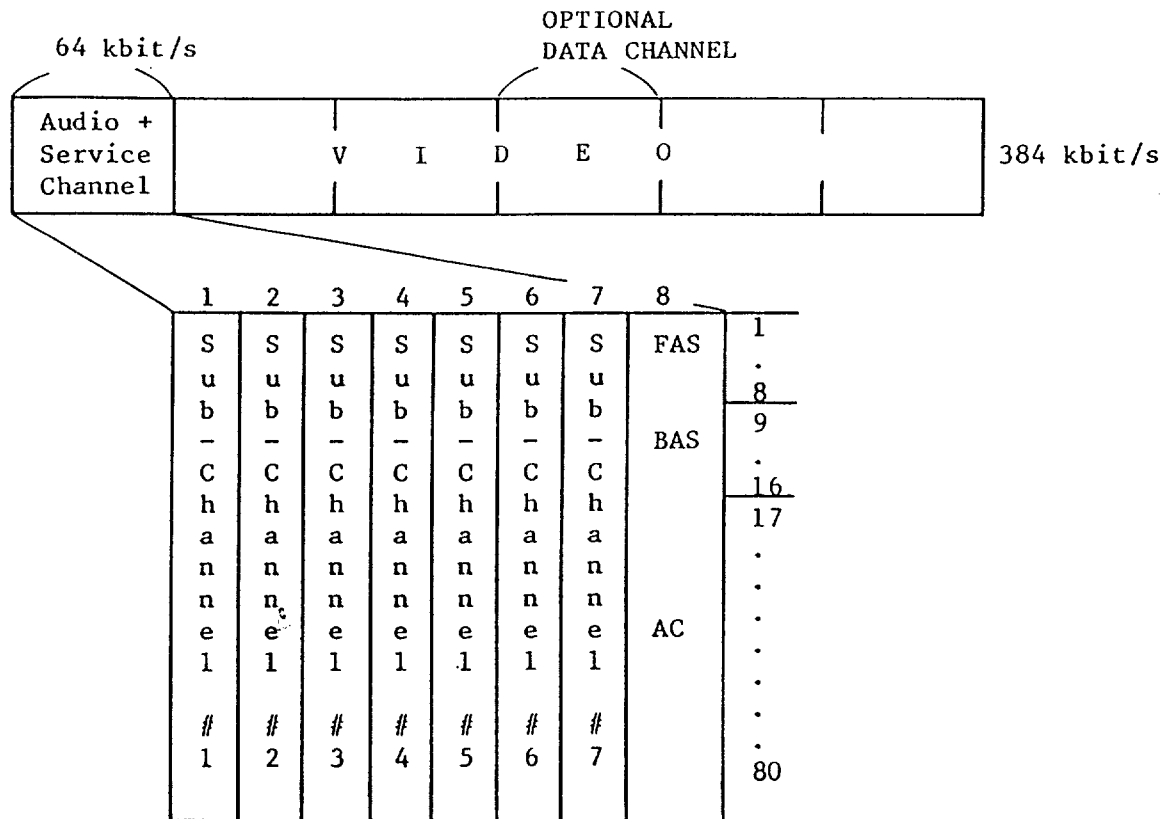 OPTIONAL
64 kbit/s DATA CHANNEL
Audio +
Service V I D E O 384 kbit/s
Channel
1 2 3 4 5 6 7 8
Sub-Channel #1
Sub-Channel #2
Sub-Channel #3
Sub-Channel #4
Sub-Channel #5
Sub-Channel #6
Sub-Channel #7
FAS
BAS
AC
1
.
8
9
.
16
17
.
.
.
.
.
.
.
.
80